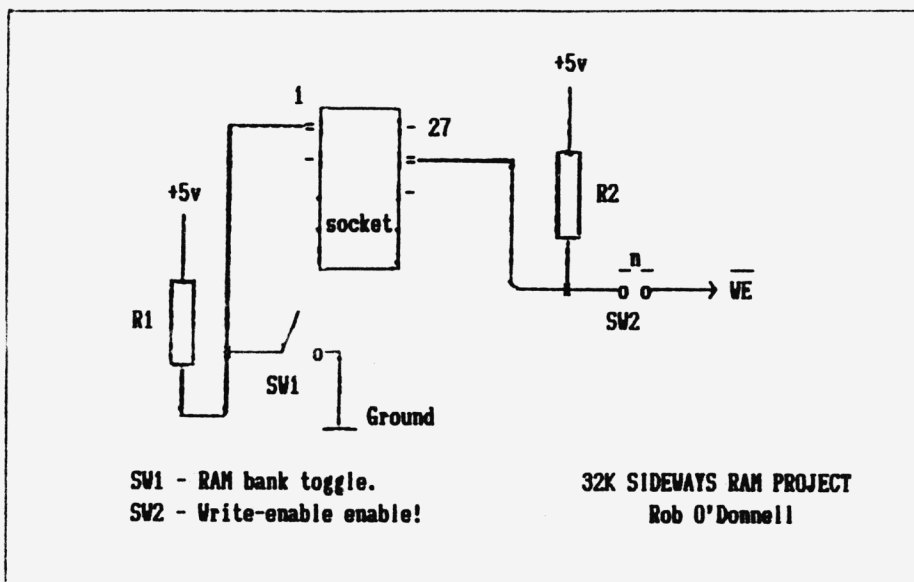 +5v
1
27
+5v
R2
socket
n
WE
R1
SW2
SW1
Ground
SW1 - RAM bank toggle.
SW2 - Write-enable enable!
32K SIDEWAYS RAM PROJECT
Rob O'Donnell